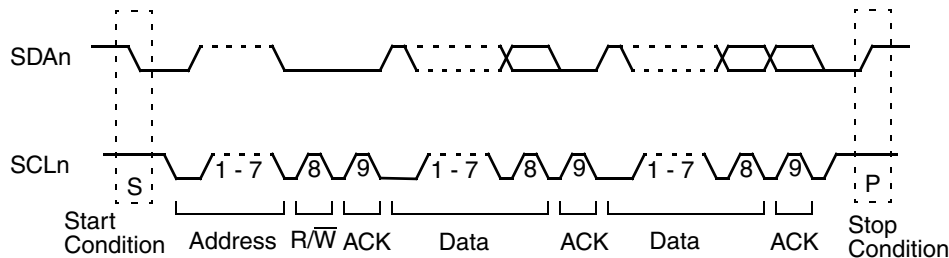 SDAn
SCLn
1 - 7 8 9 1 - 7 8 9 1 - 7 8 9
S P
Start Condition Address R/W̅ ACK Data ACK Data ACK Stop Condition